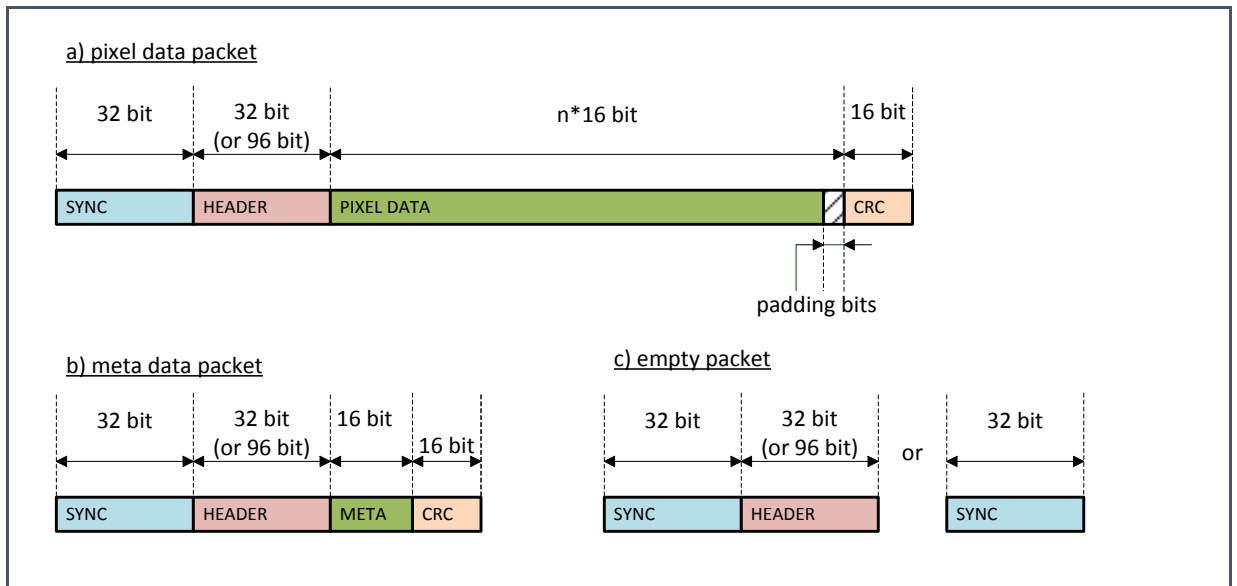 a) pixel data packet
32 bit
32 bit
(or 96 bit)
n*16 bit
16 bit
SYNC
HEADER
PIXEL DATA
CRC
padding bits
b) meta data packet
32 bit
32 bit
(or 96 bit)
16 bit
16 bit
SYNC
HEADER
META
CRC
c) empty packet
32 bit
32 bit
(or 96 bit)
or
32 bit
SYNC
HEADER
SYNC